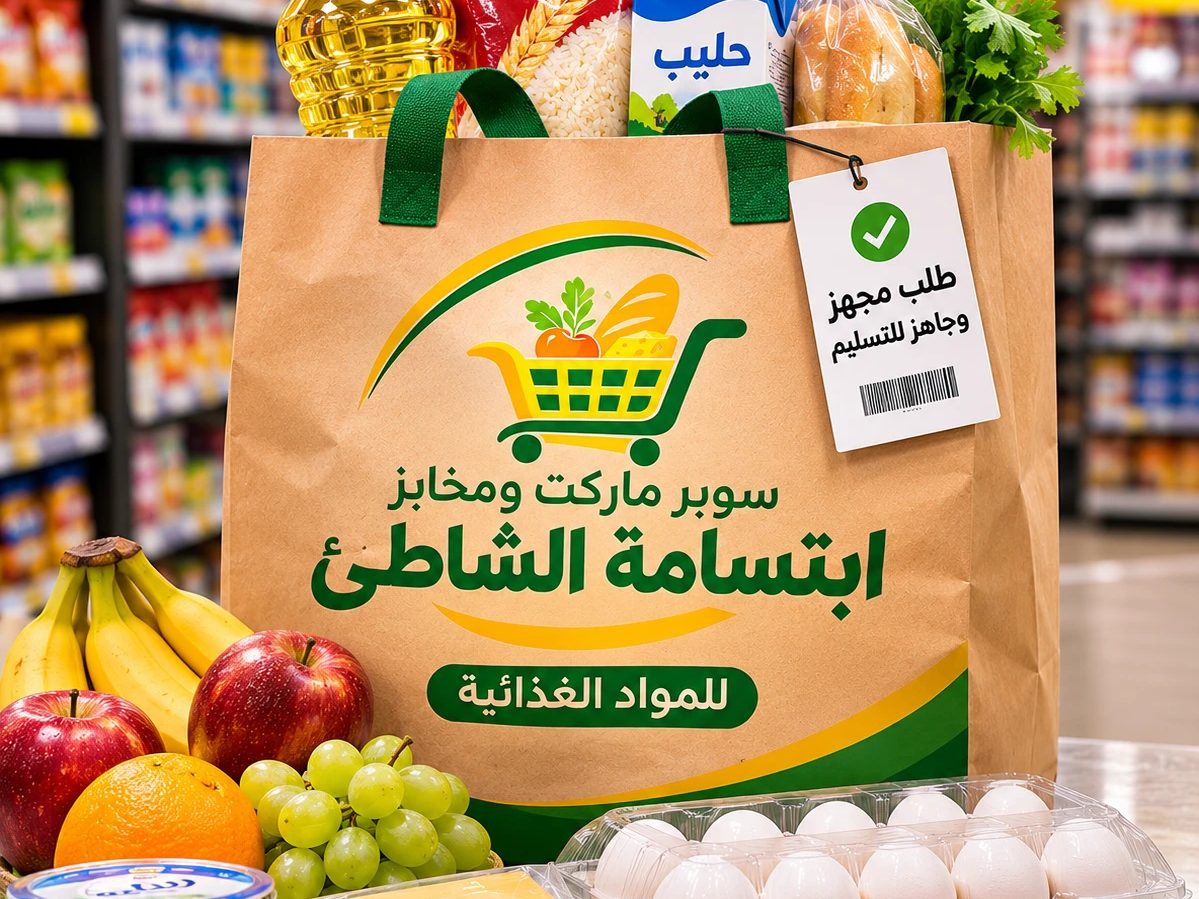 حليب
طلب مجهز
وجاهز للتسليم
سوبر ماركت ومخابز
ابتسامة الشاطئ
للمواد الغذائية